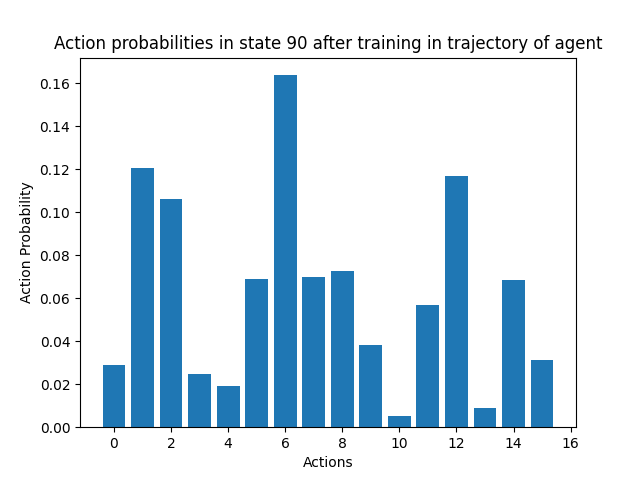 Action probabilities in state 90 after training in trajectory of agent
0.16
0.14
0.12
0.10
0.08
0.06
0.04
0.02
0.00
Action Probability
0 2 4 6 8 10 12 14 16
Actions